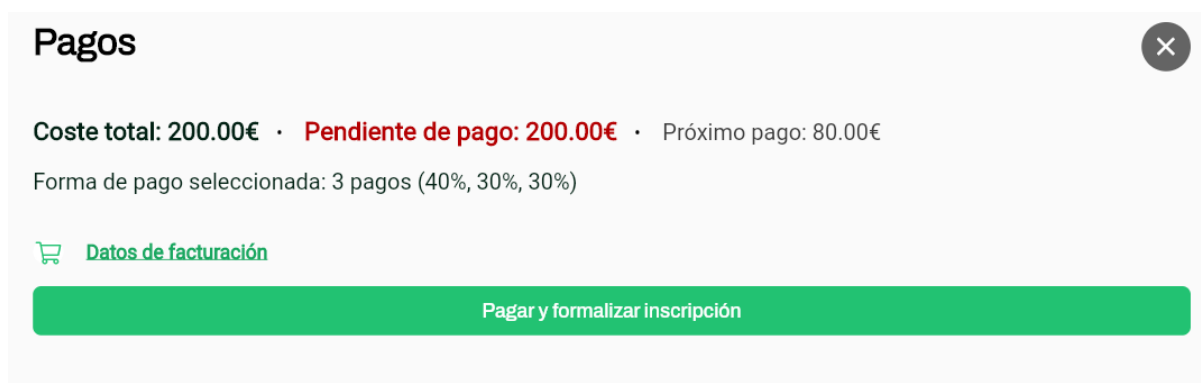 Pagos
Coste total: 200.00€ · Pendiente de pago: 200.00€ · Próximo pago: 80.00€
Forma de pago seleccionada: 3 pagos (40%, 30%, 30%)
Datos de facturación
Pagar y formalizar inscripción